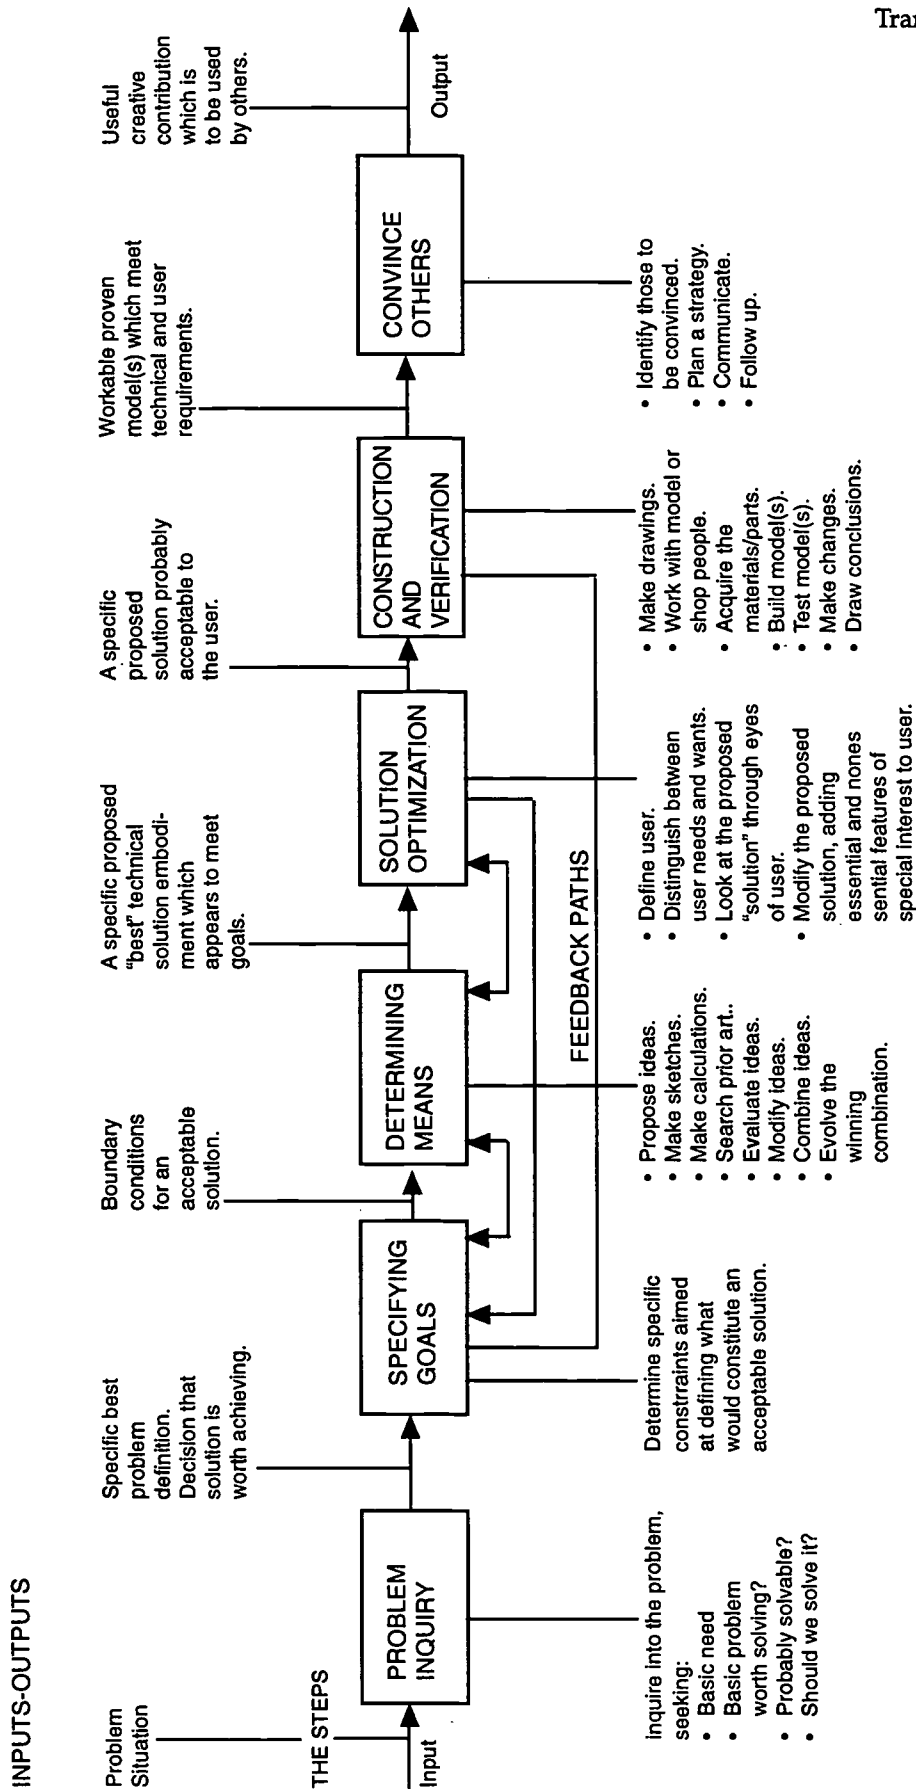 Tran
INPUTS-OUTPUTS
Problem
Situation
Specific best
problem
definition.
Decision that
solution is
worth achieving.
Boundary
conditions
for an
acceptable
solution.
A specific proposed
“best” technical
solution embodi-
ment which
appears to meet
goals.
A specific
proposed
solution probably
acceptable to
the user.
Workable proven
model(s) which meet
technical and user
requirements.
Useful
creative
contribution
which is
to be used
by others.
THE STEPS
Input
PROBLEM
INQUIRY
SPECIFYING
GOALS
DETERMINING
MEANS
SOLUTION
OPTIMIZATION
CONSTRUCTION
AND
VERIFICATION
CONVINCE
OTHERS
Output
FEEDBACK PATHS
inquire into the problem,
seeking:
• Basic need
• Basic problem
worth solving?
• Probably solvable?
• Should we solve it?
Determine specific
constrraints aimed
at defining what
would constitute an
acceptable solution.
• Propose ideas.
• Make sketches.
• Make calculations.
• Search prior art..
• Evaluate ideas.
• Modify ideas.
• Combine ideas.
• Evolve the
winning
combination.
• Define user.
• Distinguish between
user needs and wants.
• Look at the proposed
“solution” through eyes
of user.
• Modify the proposed
solution, adding
essential and nones
sential features of
special interest to user.
• Make drawings.
• Work with model or
shop people.
• Acquire the
materials/parts.
• Build model(s).
• Test model(s).
• Make changes.
• Draw conclusions.
• Identify those to
be convinced.
• Plan a strategy.
• Communicate.
• Follow up.